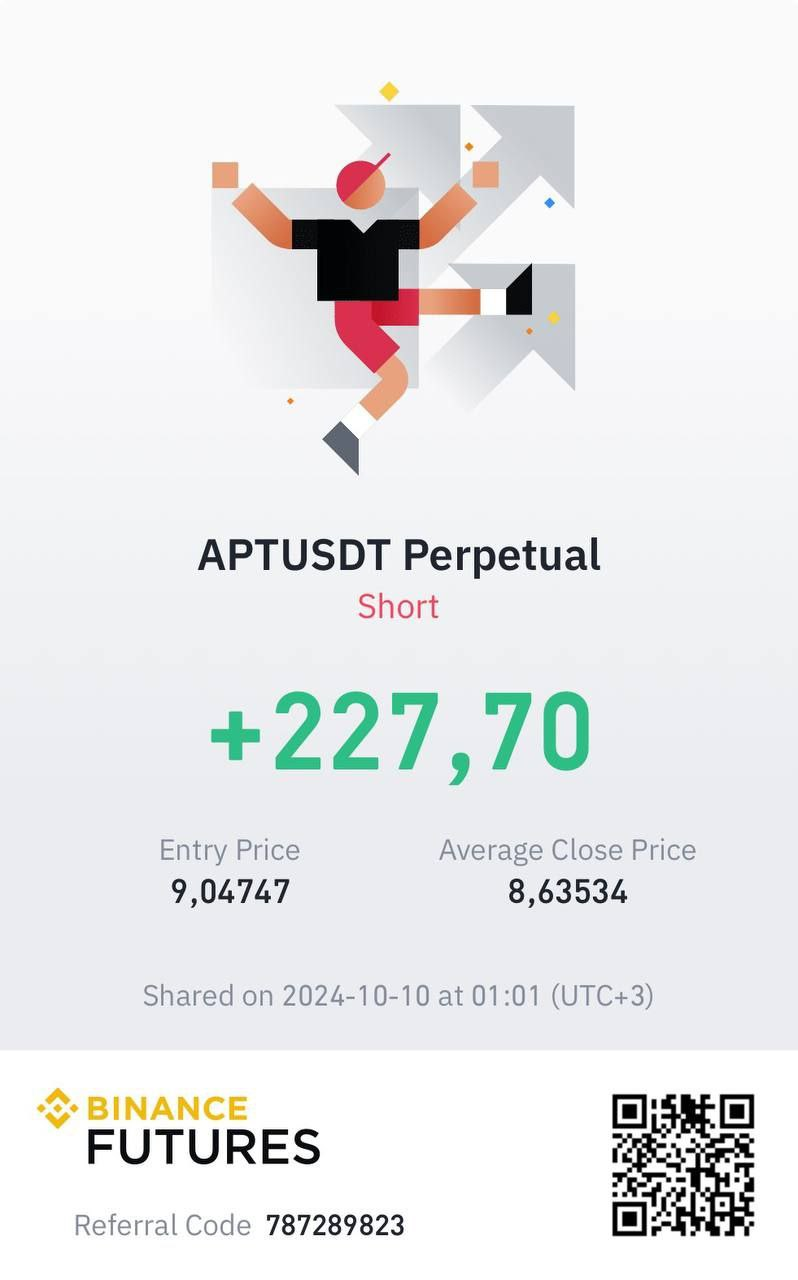 APTUSDT Perpetual
Short
+227,70
Entry Price
Average Close Price
9,04747
8,63534
Shared on 2024-10-10 at 01:01 (UTC+3)
BINANCE
FUTURES
Referral Code 787289823